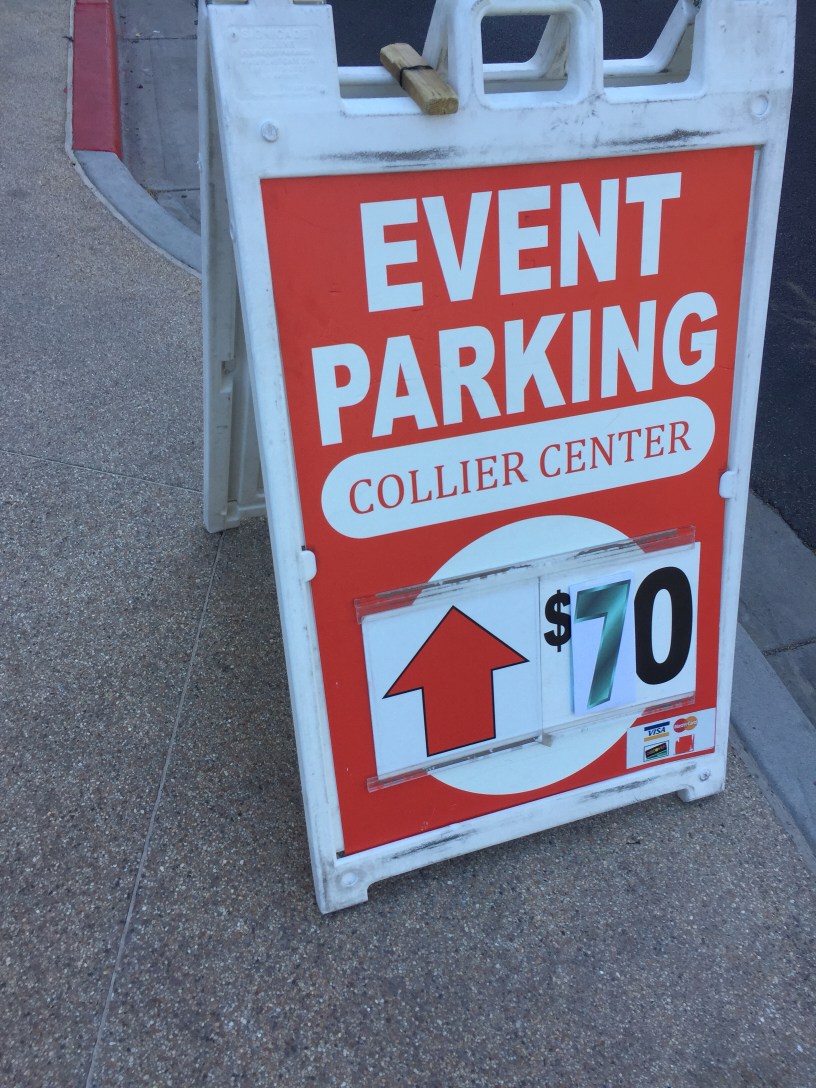 EVENT
PARKING
COLLIER CENTER
$70
VISA